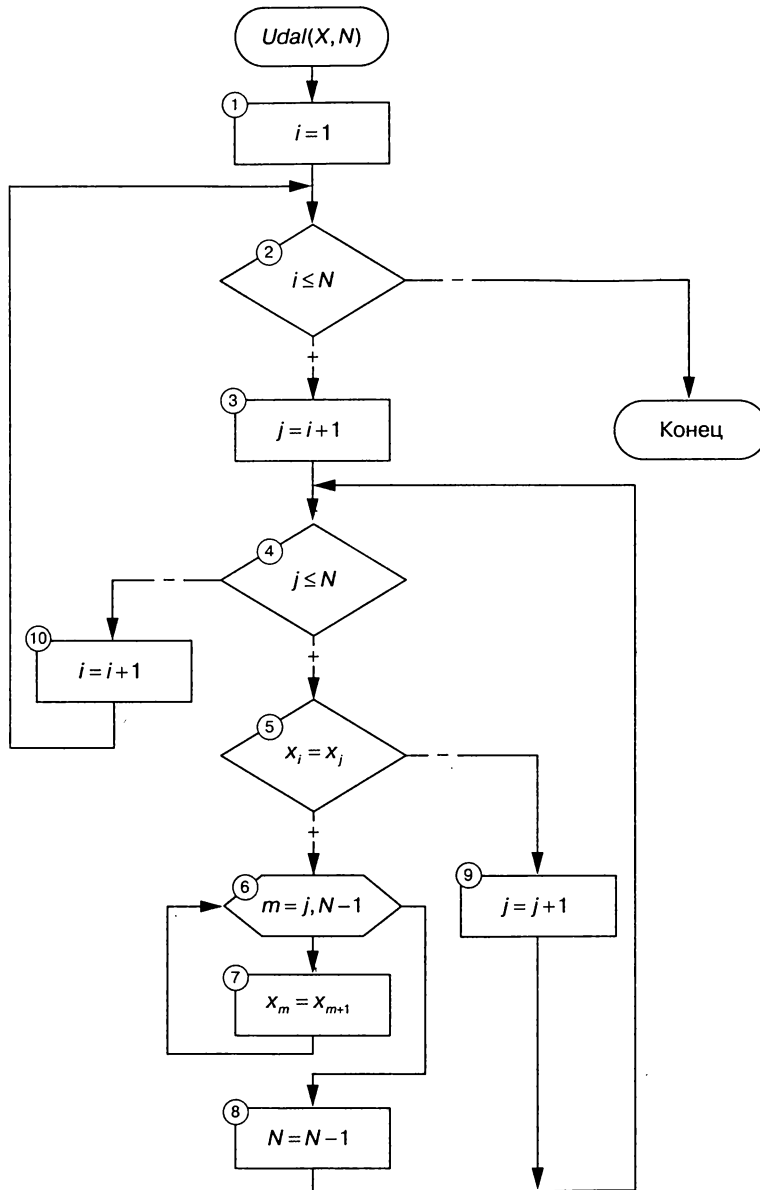 Udal(X,N)
1
i=1
2
i≤N
−
+
3
j=i+1
Конец
4
j≤N
−
+
10
i=i+1
5
x_i=x_j
−
+
6
m=j,N−1
9
j=j+1
7
x_m=x_{m+1}
8
N=N−1